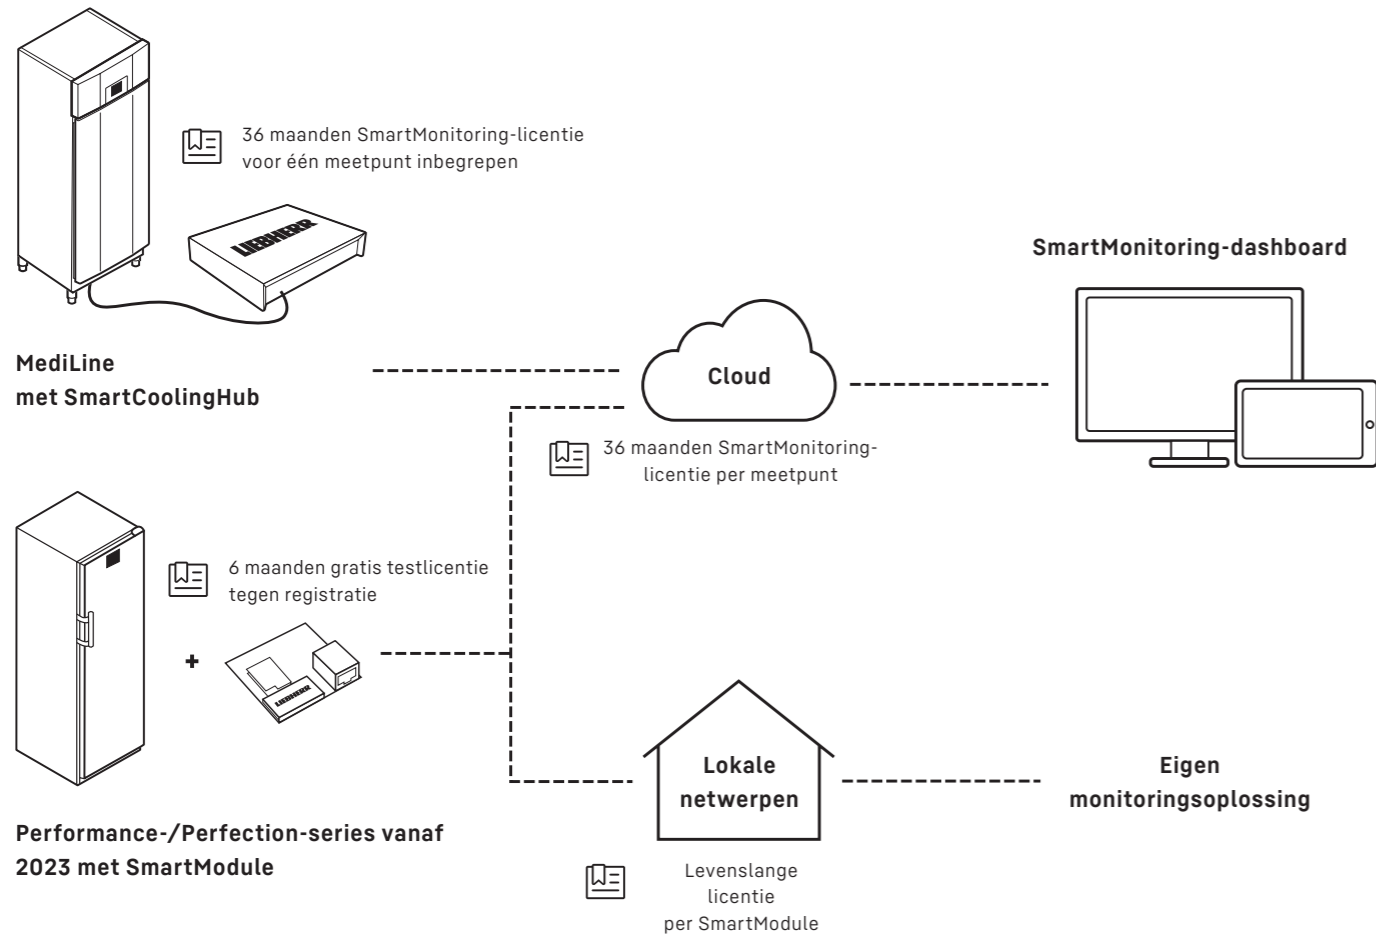 36 maanden SmartMonitoring-licentie
voor één meetpunt inbegrepen
LIEBHERR
MediLine
met SmartCoolingHub
SmartMonitoring-dashboard
Cloud
36 maanden SmartMonitoring-
licentie per meetpunt
6 maanden gratis testlicentie
tegen registratie
+
LIEBHERR
Performance-/Perfection-series vanaf
2023 met SmartModule
Lokale
netwerpen
Levenslange
licentie
per SmartModule
Eigen
monitoringsoplossing